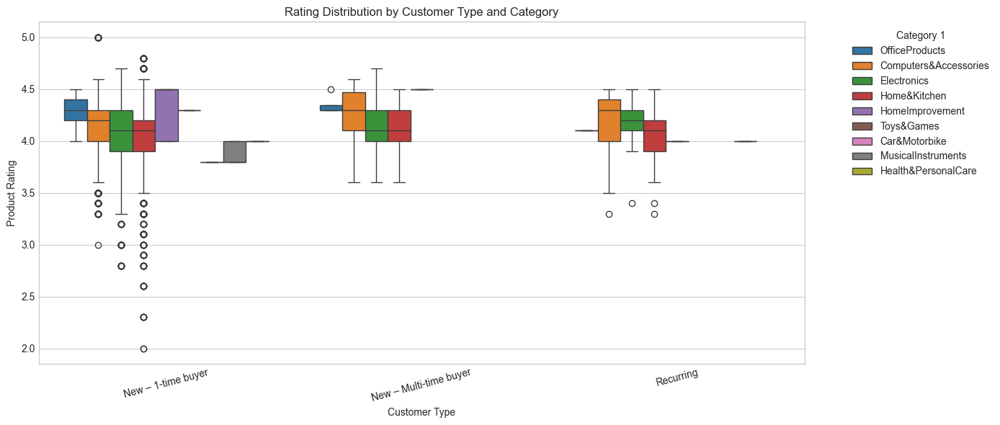 Rating Distribution by Customer Type and Category
Product Rating
5.0
4.5
4.0
3.5
3.0
2.5
2.0
New – 1-time buyer
New – Multi-time buyer
Recurring
Customer Type
Category 1
OfficeProducts
Computers&Accessories
Electronics
Home&Kitchen
HomeImprovement
Toys&Games
Car&Motorbike
MusicalInstruments
Health&PersonalCare